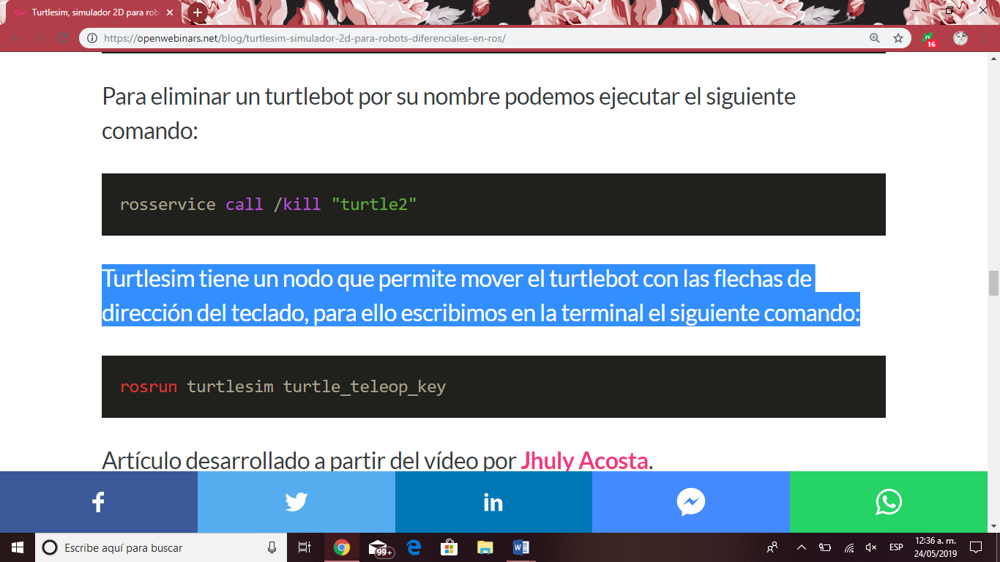 Turtlesim, simulador 2D para rob
https://openwebinars.net/blog/turtlesim-simulador-2d-para-robots-diferenciales-en-ros/
16
Para eliminar un turtlebot por su nombre podemos ejecutar el siguiente
comando:
rosservice call /kill "turtle2"
Turtlesim tiene un nodo que permite mover el turtlebot con las flechas de
dirección del teclado, para ello escribimos en la terminal el siguiente comando:
rosrun turtlesim turtle_teleop_key
Artículo desarrollado a partir del vídeo por Jhuly Acosta.
Escribe aquí para buscar
99+
ESP
12:36 a. m.
24/05/2019